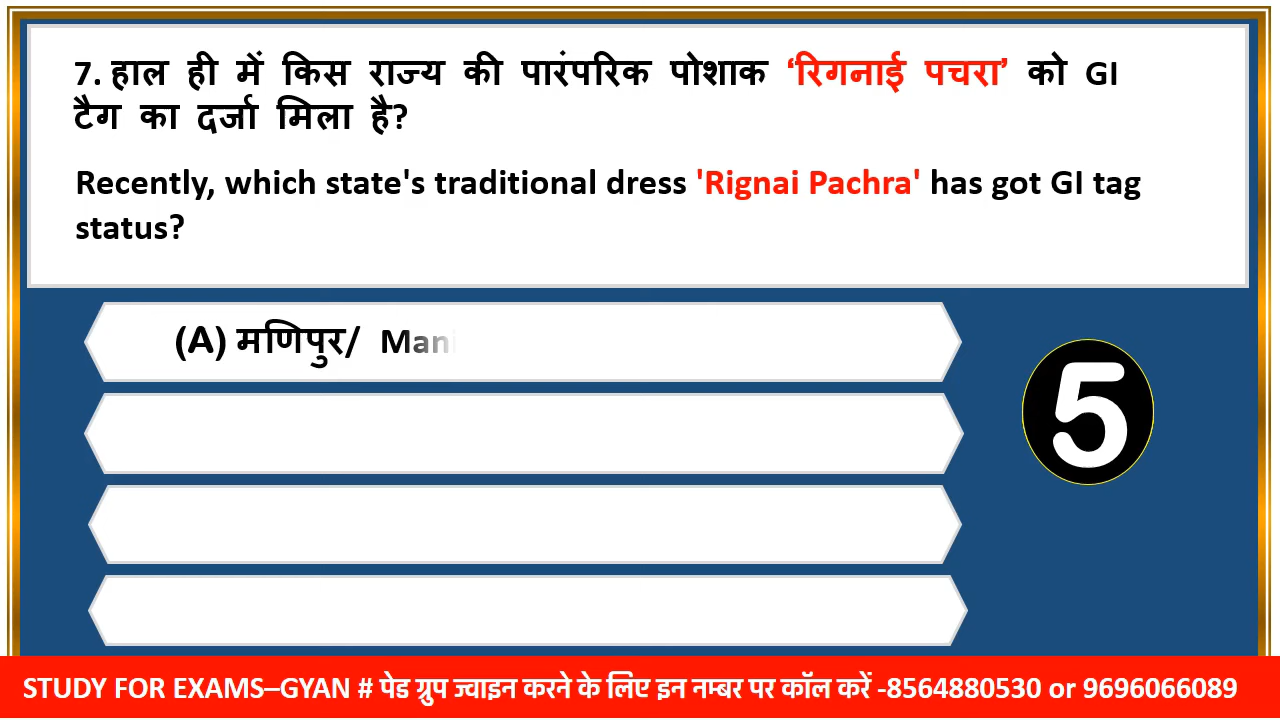 7. हाल ही में किस राज्य की पारंपरिक पोशाक ‘रिगनाई पचरा’ को GI
टैग का दर्जा मिला है?
Recently, which state's traditional dress 'Rignai Pachra' has got GI tag
status?
(A) मणिपुर/ Mani
5
STUDY FOR EXAMS–GYAN # पेड ग्रुप ज्वाइन करने के लिए इन नम्बर पर कॉल करें -8564880530 or 9696066089